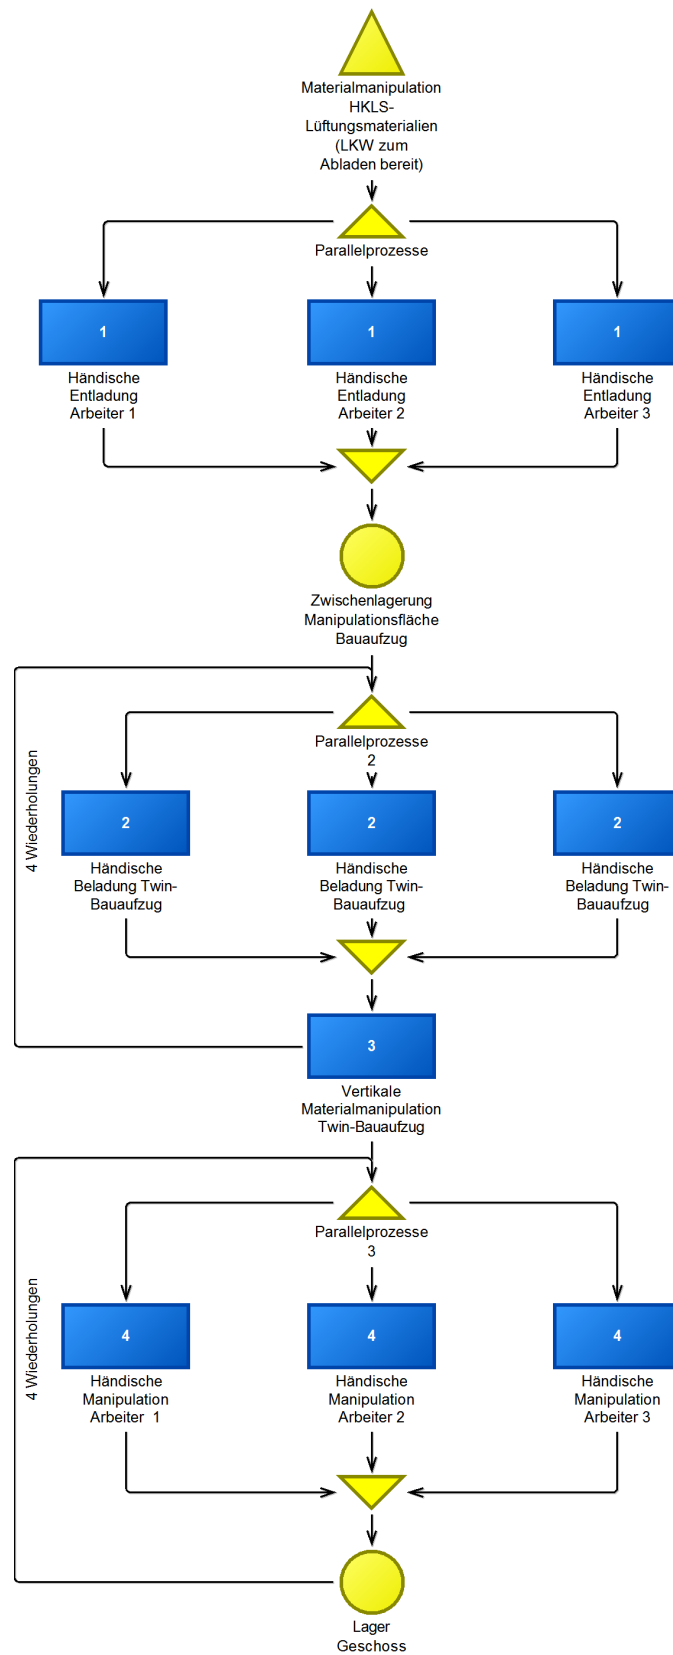 Materialmanipulation
HKLS-
Lüftungsmaterialien
(LKW zum
Abladen bereit)
Parallelprozesse
1
1
1
Händische
Entladung
Arbeiter 1
Händische
Entladung
Arbeiter 2
Händische
Entladung
Arbeiter 3
Zwischenlagerung
Manipulationsfläche
Bauaufzug
4 Wiederholungen
Parallelprozesse
2
2
2
2
Händische
Beladung Twin-
Bauaufzug
Händische
Beladung Twin-
Bauaufzug
Händische
Beladung Twin-
Bauaufzug
3
Vertikale
Materialmanipulation
Twin-Bauaufzug
4 Wiederholungen
Parallelprozesse
3
4
4
4
Händische
Manipulation
Arbeiter 1
Händische
Manipulation
Arbeiter 2
Händische
Manipulation
Arbeiter 3
Lager
Geschoss